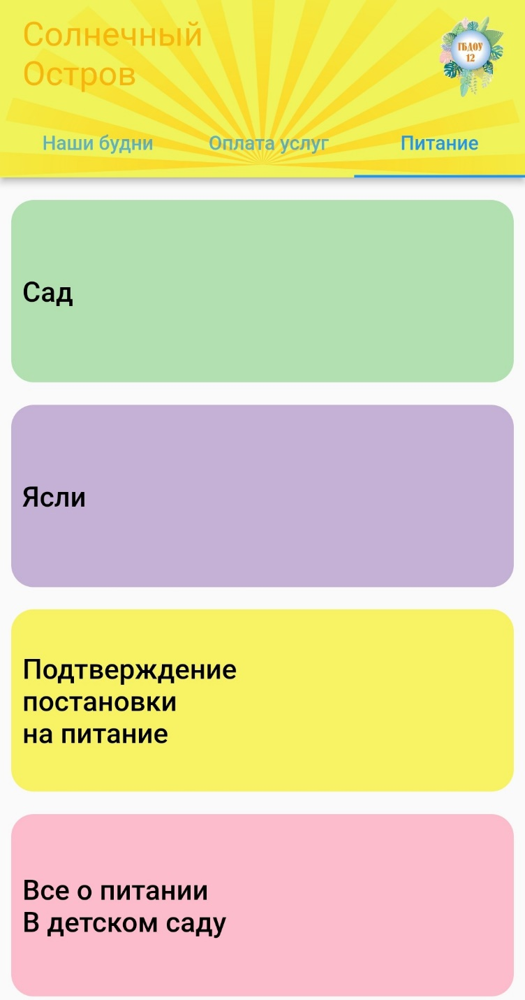 Солнечный
Остров
ГБДОУ
12
Наши будни Оплата услуг Питание
Сад
Ясли
Подтверждение
постановки
на питание
Все о питании
В детском саду